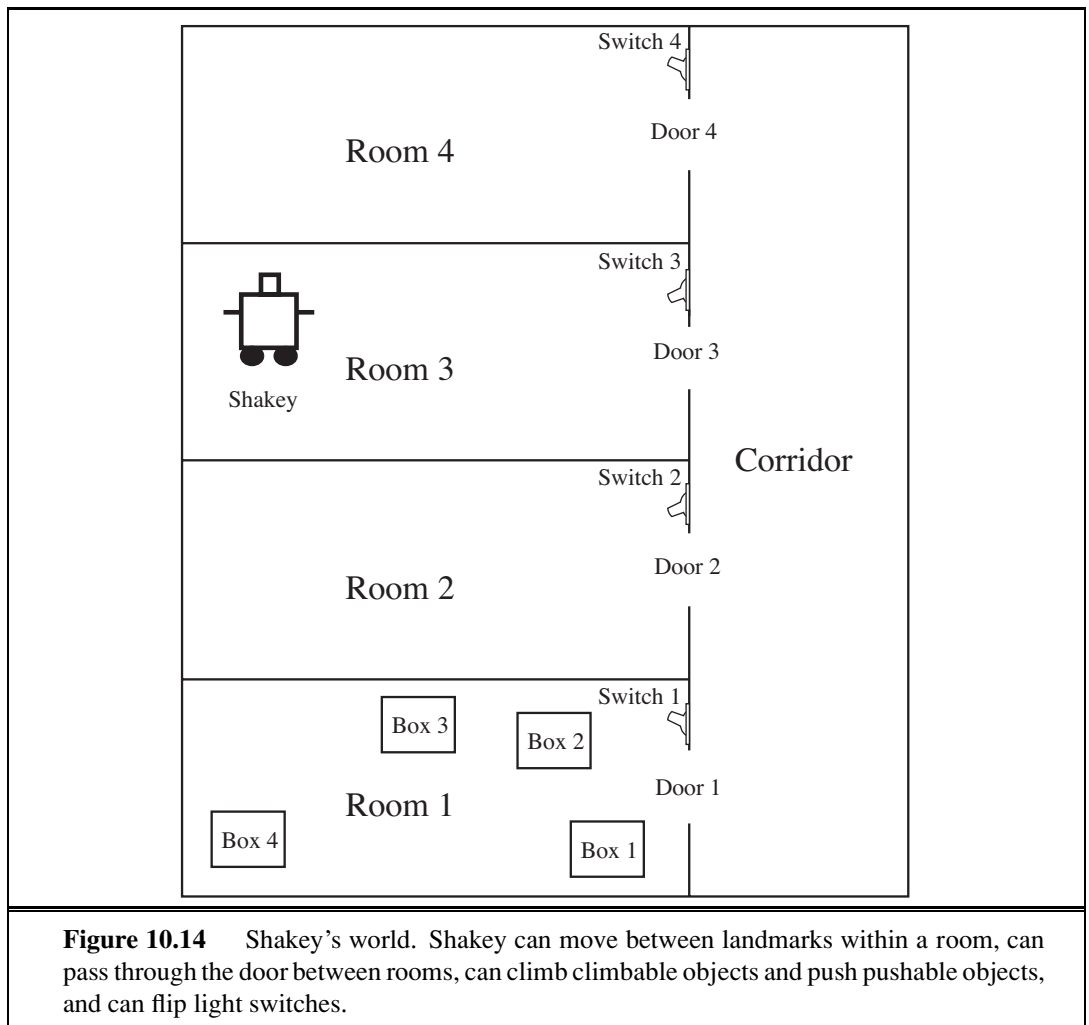 Switch 4
Door 4
Room 4
Switch 3
Door 3
Room 3
Shakey
Corridor
Switch 2
Door 2
Room 2
Switch 1
Box 3
Box 2
Door 1
Room 1
Box 4
Box 1
Figure 10.14 Shakey's world. Shakey can move between landmarks within a room, can
pass through the door between rooms, can climb climbable objects and push pushable objects,
and can flip light switches.